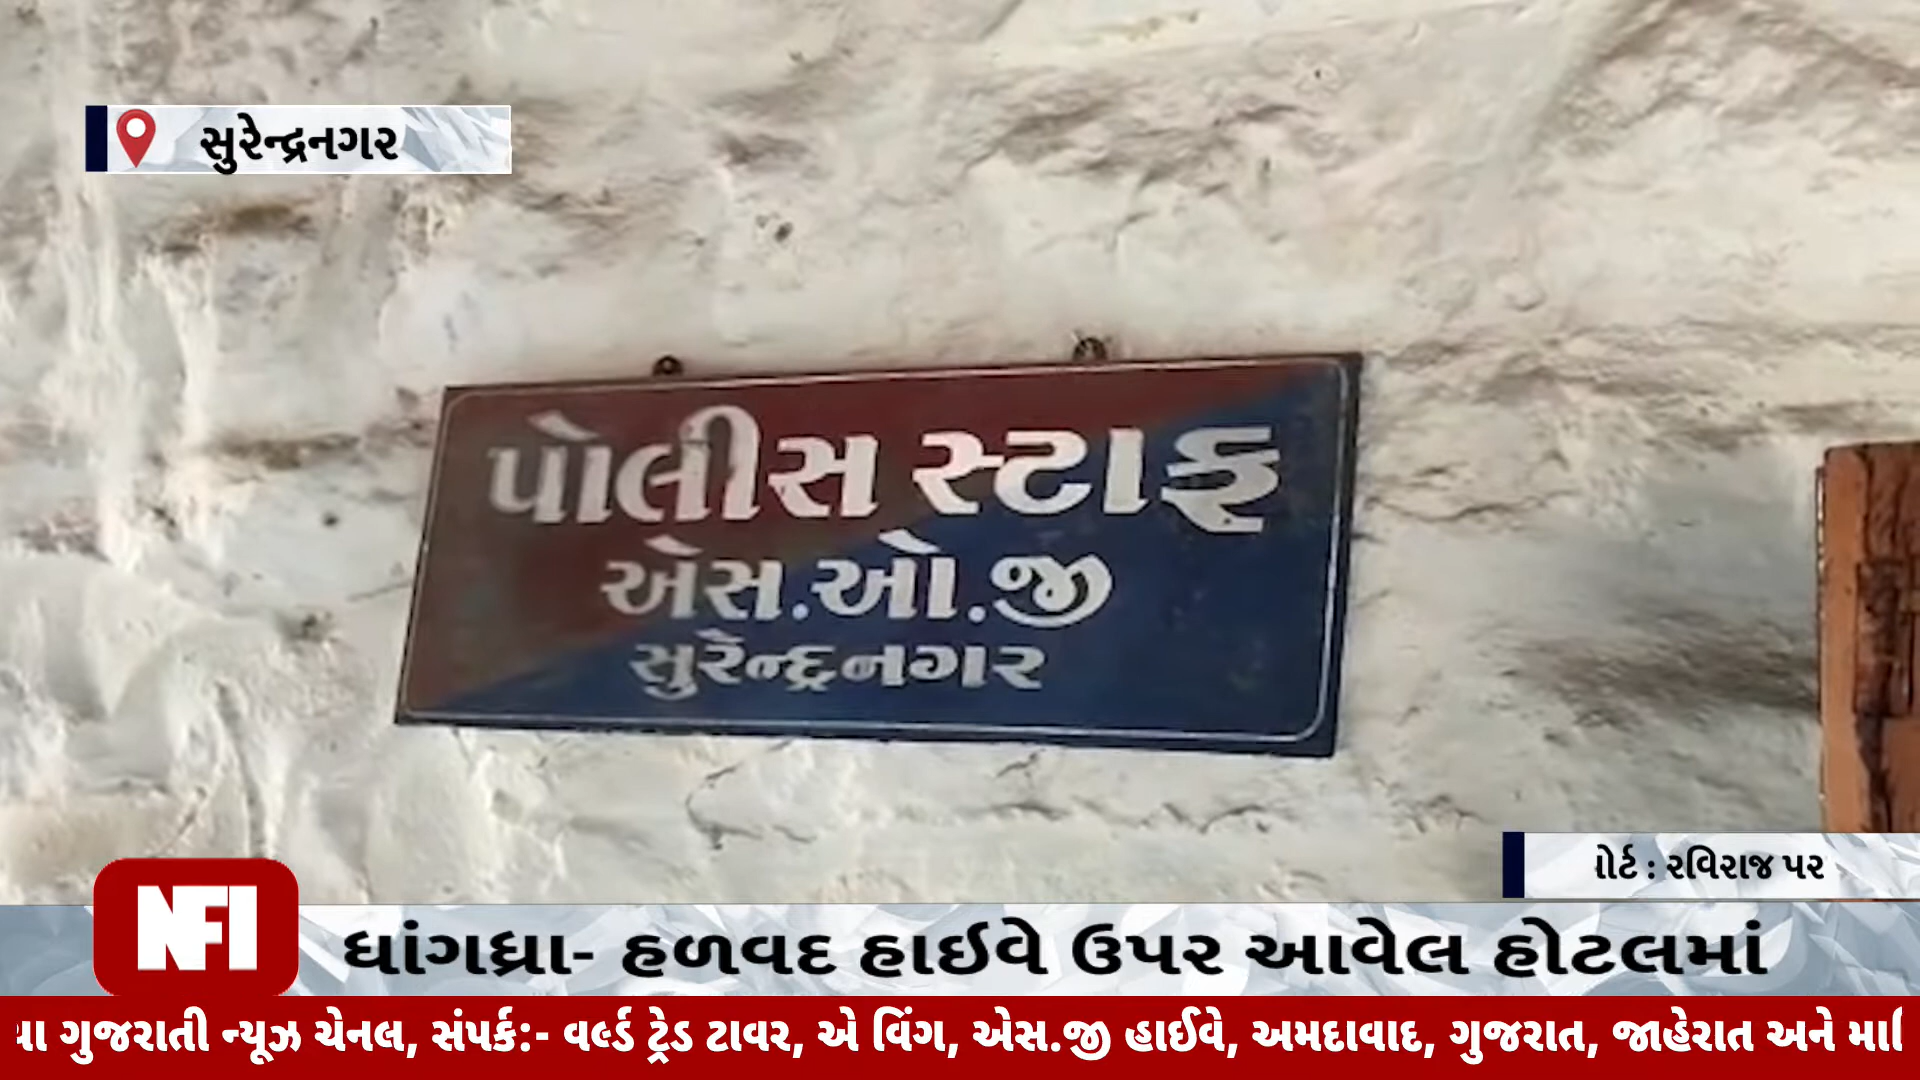 સુરેન્દ્રનગર
પોલીસ સ્ટાફ
એસ.ઓ.જી
સુરેન્દ્રનગર
ર્ટ : રવિરાજ પર
NFI
ધ્રાંગધ્રા- હળવદ હાઇવે ઉપર આવેલ હોટલમાં
ગુજરાતી ન્યૂઝ ચેનલ, સંપર્ક:- વર્લ્ડ ટ્રેડ ટાવર, એ વિંગ, એસ.જી હાઈવે, અમદાવાદ, ગુજરાત, જાહેરાત અને